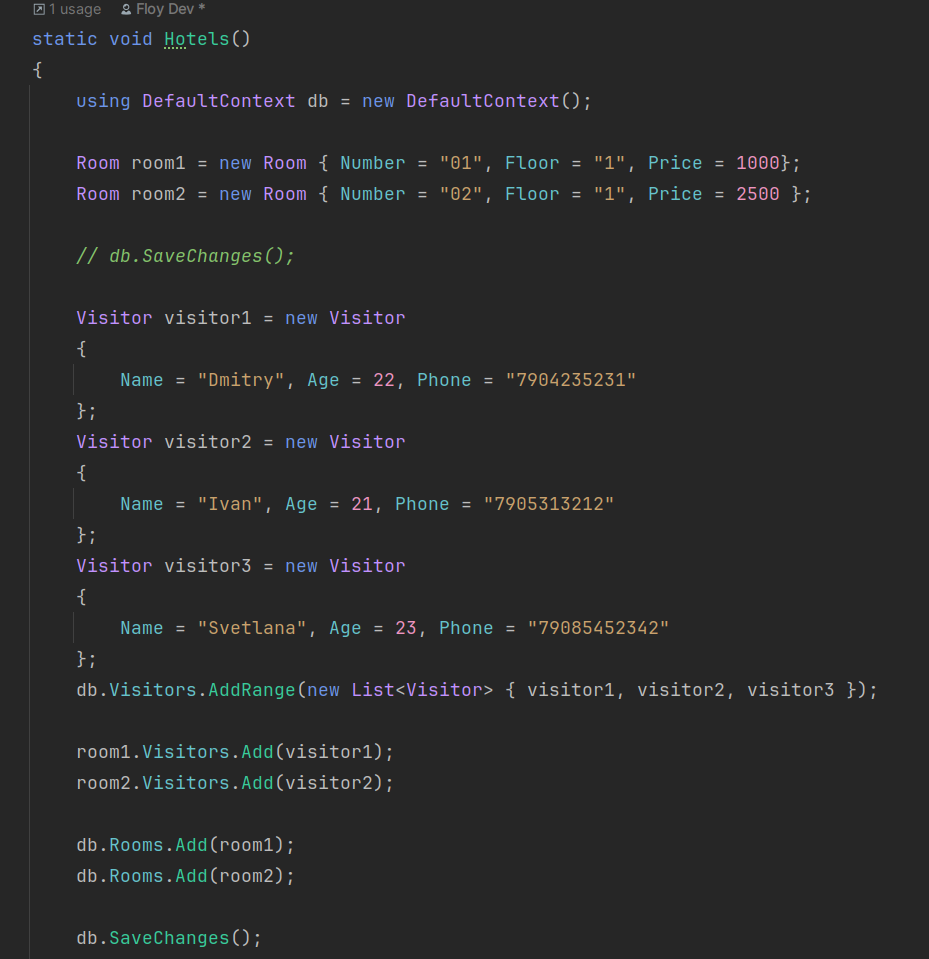 1 usage Floy Dev *
static void Hotels()
{
using DefaultContext db = new DefaultContext();
Room room1 = new Room { Number = "01", Floor = "1", Price = 1000};
Room room2 = new Room { Number = "02", Floor = "1", Price = 2500 };
// db.SaveChanges();
Visitor visitor1 = new Visitor
{
Name = "Dmitry", Age = 22, Phone = "7904235231"
};
Visitor visitor2 = new Visitor
{
Name = "Ivan", Age = 21, Phone = "7905313212"
};
Visitor visitor3 = new Visitor
{
Name = "Svetlana", Age = 23, Phone = "79085452342"
};
db.Visitors.AddRange(new List<Visitor> { visitor1, visitor2, visitor3 });
room1.Visitors.Add(visitor1);
room2.Visitors.Add(visitor2);
db.Rooms.Add(room1);
db.Rooms.Add(room2);
db.SaveChanges();